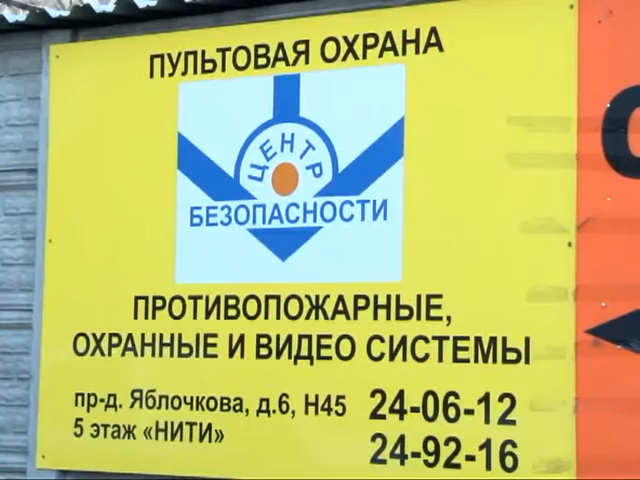 ПУЛЬТОВАЯ ОХРАНА
ЦЕНТР
БЕЗОПАСНОСТИ
ПРОТИВОПОЖАРНЫЕ,
ОХРАННЫЕ И ВИДЕО СИСТЕМЫ
пр-д. Яблочкова, д.6, Н45
5 этаж «НИТИ»
24-06-12
24-92-16